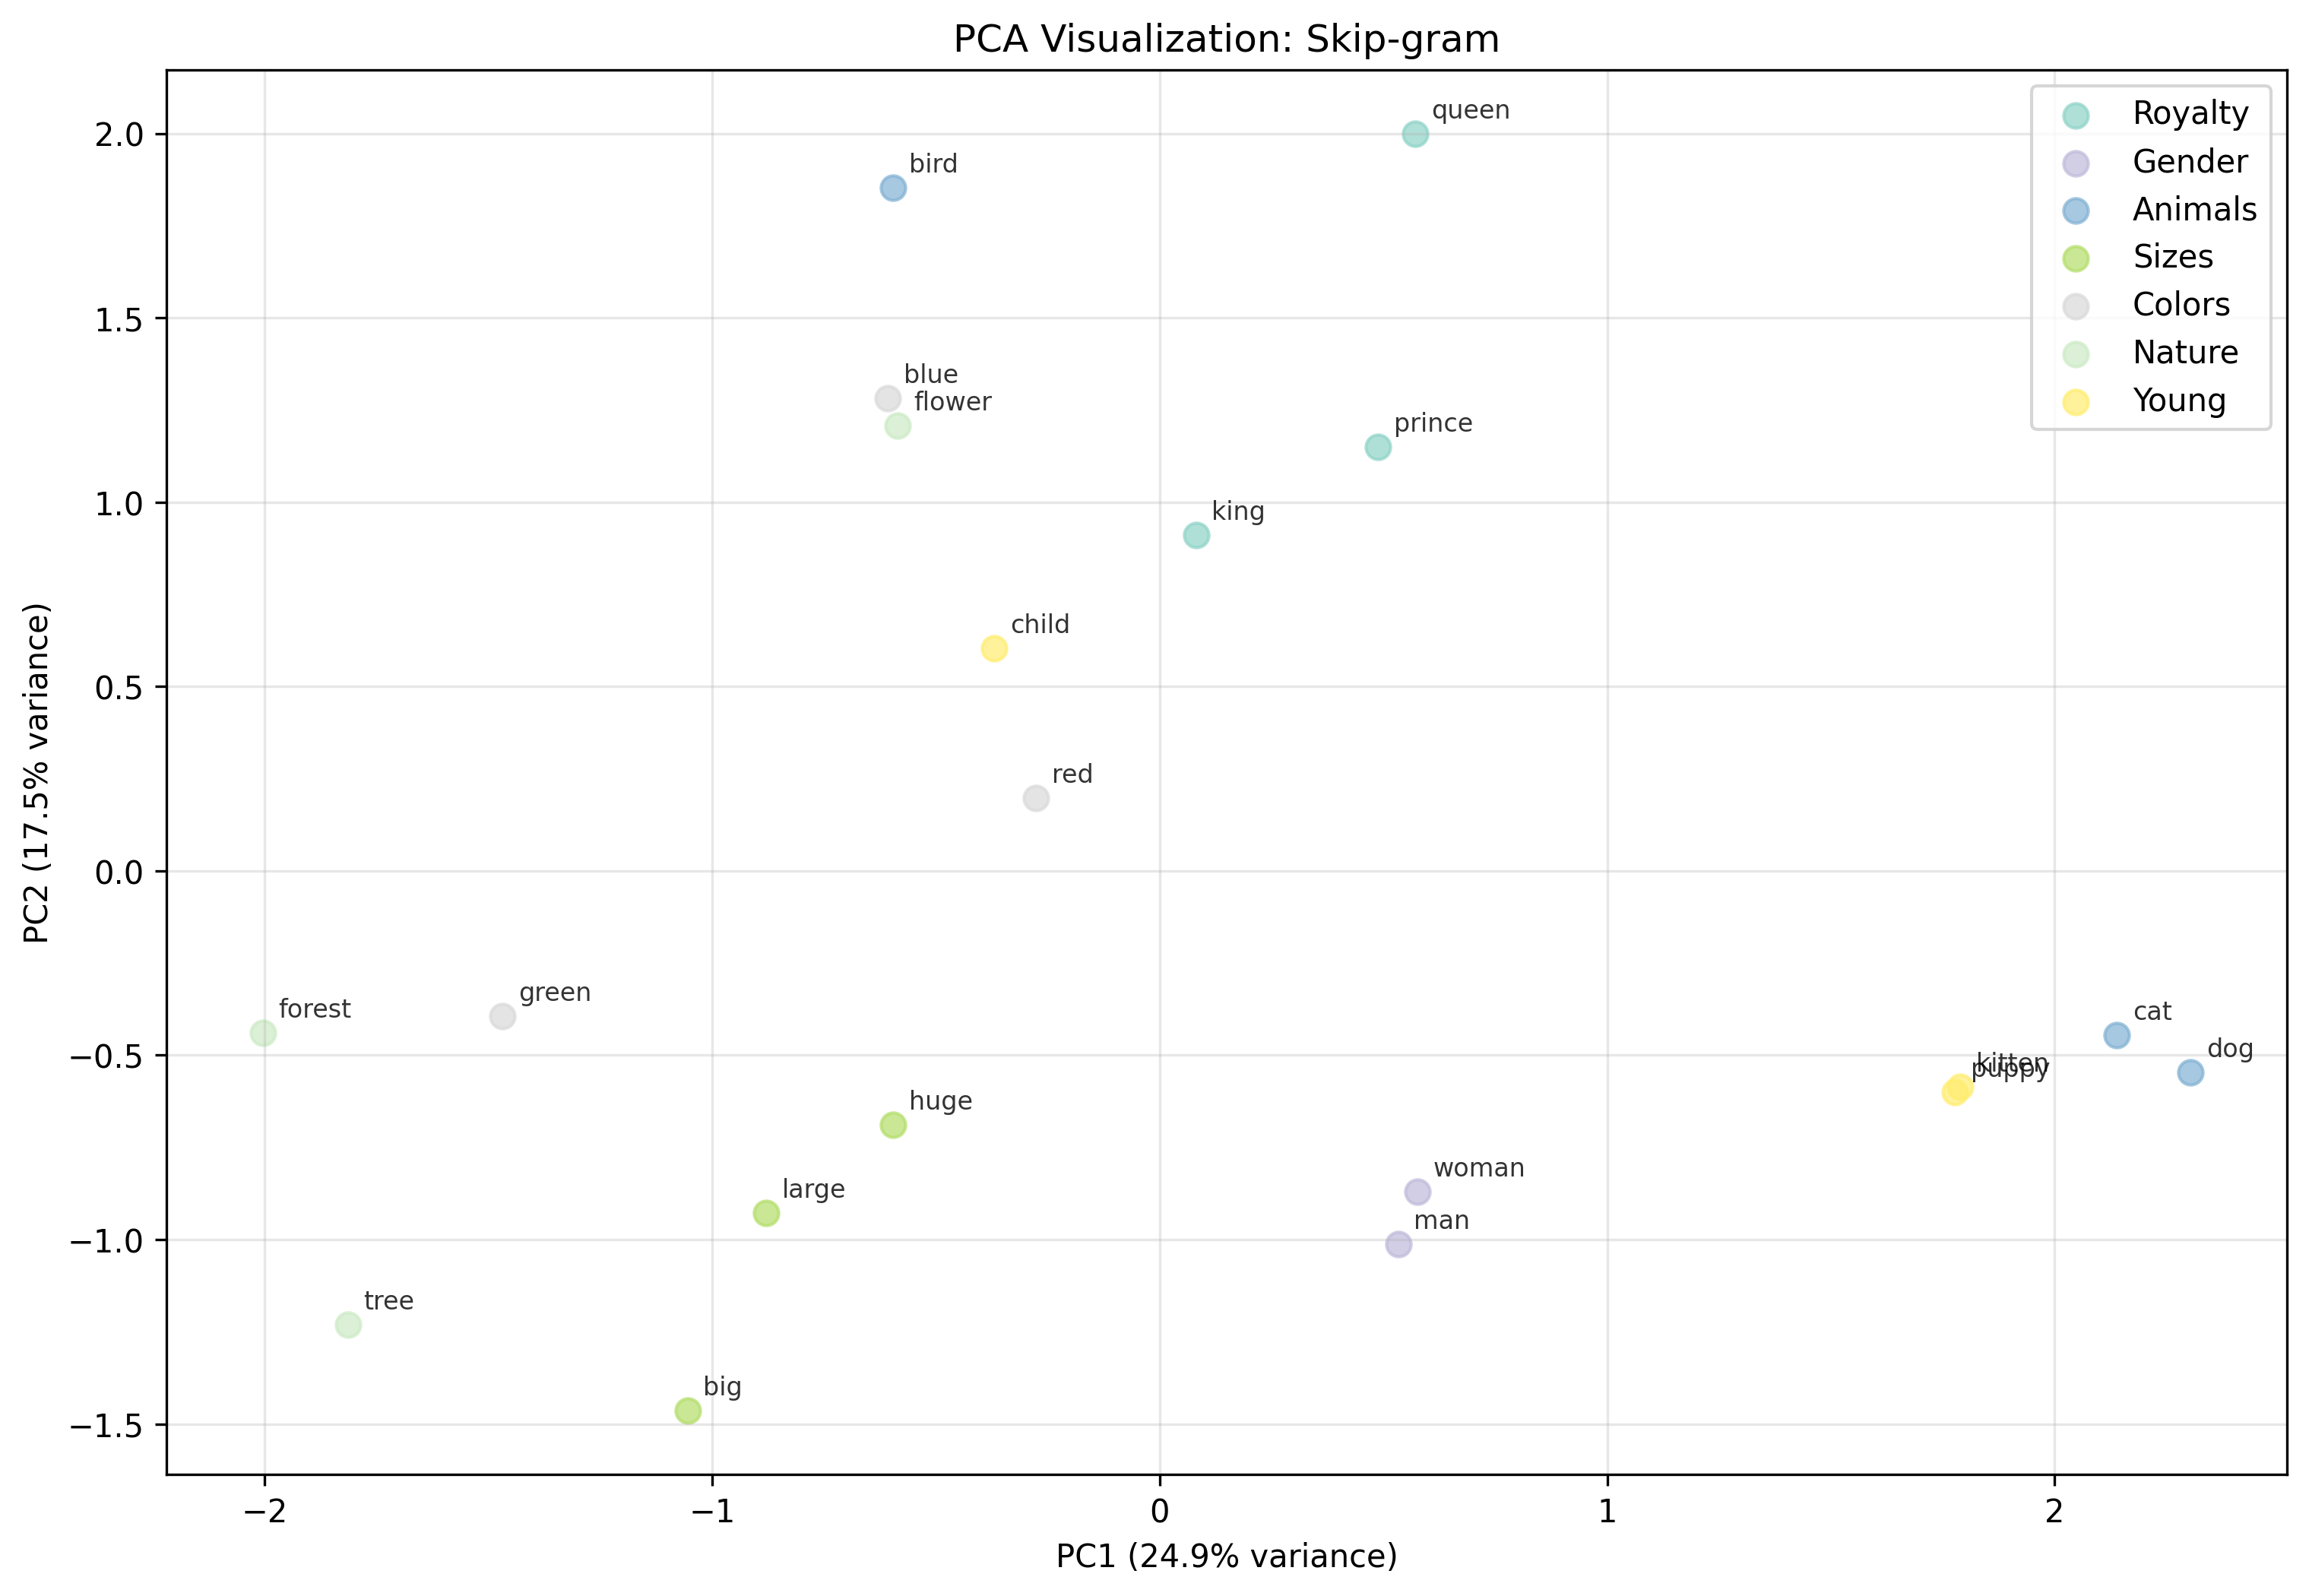 PCA Visualization: Skip-gram
queen
bird
blue
flower
prince
king
child
red
forest
green
cat
dog
kitten
puppy
huge
woman
large
man
tree
big
Royalty
Gender
Animals
Sizes
Colors
Nature
Young
2.0
1.5
1.0
0.5
0.0
−0.5
−1.0
−1.5
PC2 (17.5% variance)
−2
−1
0
1
2
PC1 (24.9% variance)